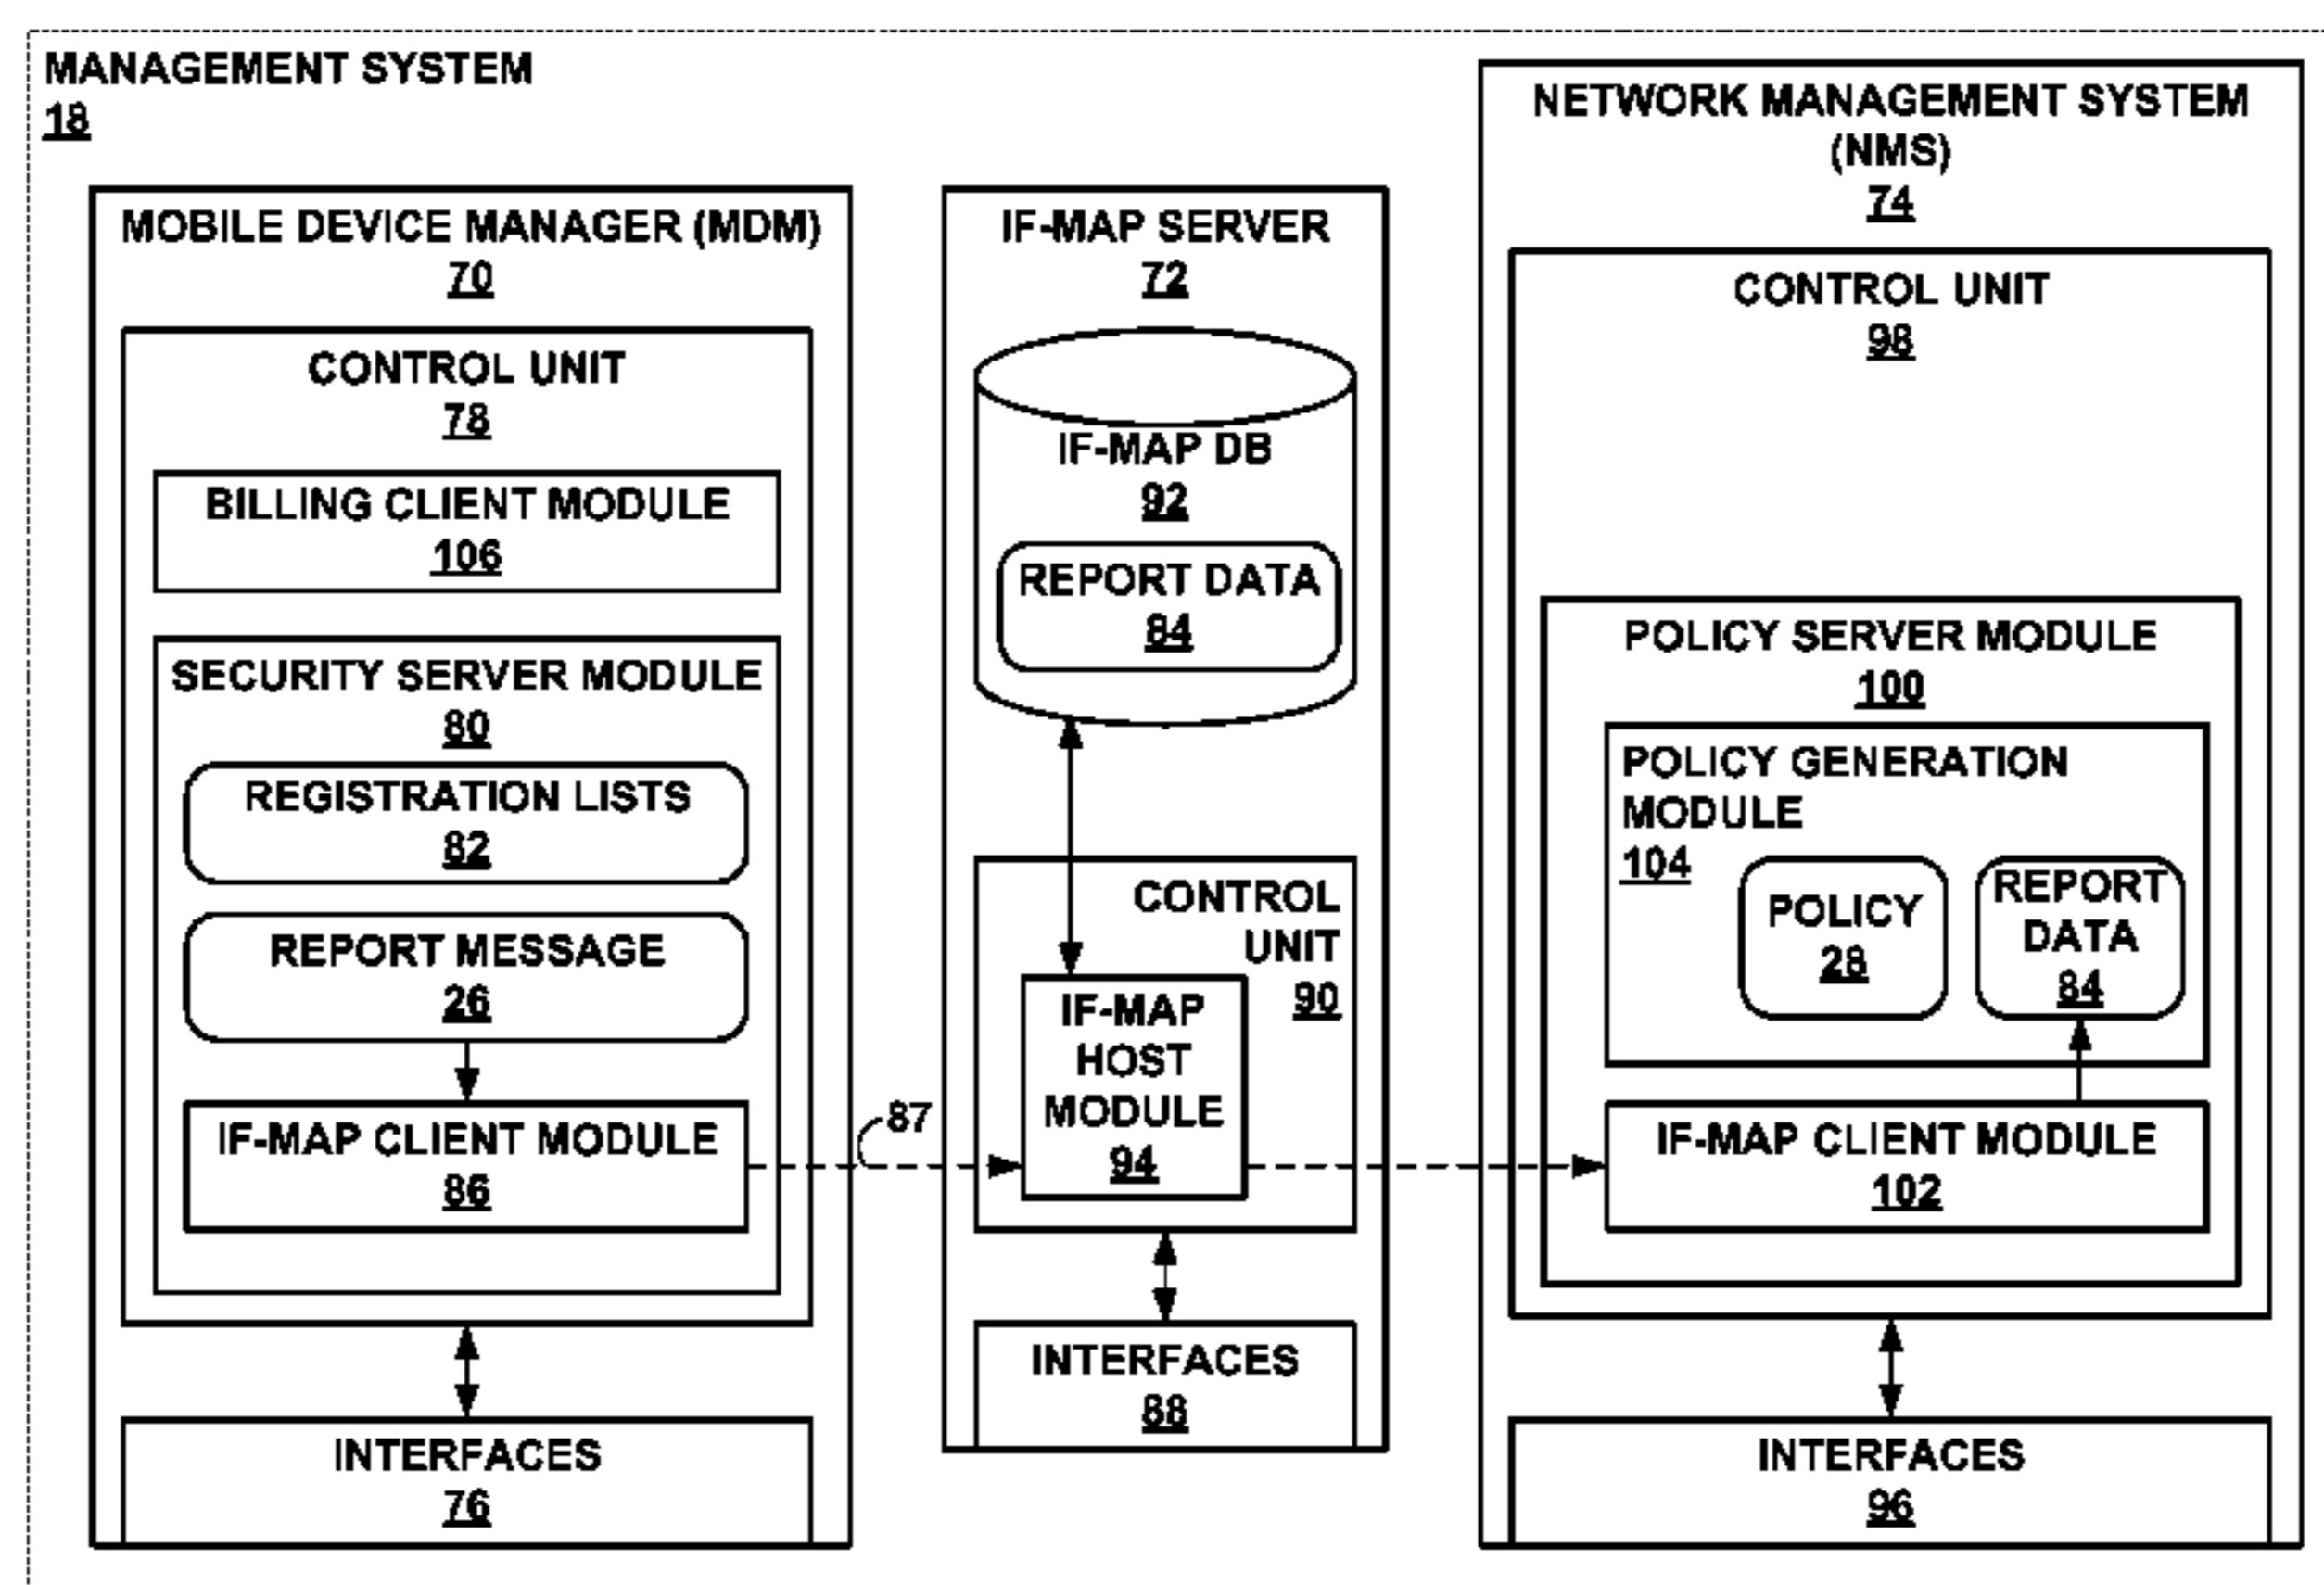 MANAGEMENT SYSTEM
18
MOBILE DEVICE MANAGER (MDM)
70
CONTROL UNIT
78
BILLING CLIENT MODULE
106
SECURITY SERVER MODULE
80
REGISTRATION LISTS
82
REPORT MESSAGE
26
IF-MAP CLIENT MODULE
86
INTERFACES
76
87
IF-MAP SERVER
72
IF-MAP DB
92
REPORT DATA
84
CONTROL
UNIT
90
IF-MAP
HOST
MODULE
94
INTERFACES
88
NETWORK MANAGEMENT SYSTEM
(NMS)
74
CONTROL UNIT
98
POLICY SERVER MODULE
100
POLICY GENERATION
MODULE
104
POLICY
28
REPORT
DATA
84
IF-MAP CLIENT MODULE
102
INTERFACES
96